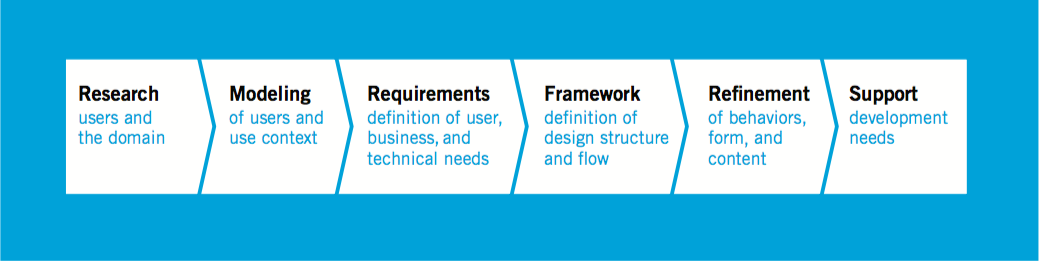 Research
users and
the domain
Modeling
of users and
use context
Requirements
definition of user,
business, and
technical needs
Framework
definition of
design structure
and flow
Refinement
of behaviors,
form, and
content
Support
development
needs